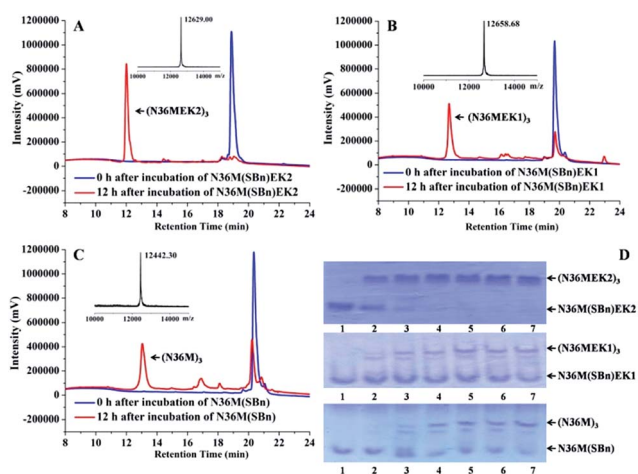 A
12629.00
10000 12000 14000 m/z
Intensity (mV)
1200000
1000000
800000
600000
400000
200000
0
-200000
(N36MEK2)3
0 h after incubation of N36M(SBn)EK2
12 h after incubation of N36M(SBn)EK2
8 10 12 14 16 18 20 22 24
Retention Time (min)
B
12658.68
10000 12000 14000 m/z
Intensity (mV)
1200000
1000000
800000
600000
400000
200000
0
-200000
(N36MEK1)3
0 h after incubation of N36M(SBn)EK1
12 h after incubation of N36M(SBn)EK1
8 10 12 14 16 18 20 22 24
Retention Time (min)
C
12442.30
10000 12000 14000 m/z
Intensity (mV)
1200000
1000000
800000
600000
400000
200000
0
-200000
(N36M)3
0 h after incubation of N36M(SBn)
12 h after incubation of N36M(SBn)
8 10 12 14 16 18 20 22 24
Retention Time (min)
D
(N36MEK2)3
N36M(SBn)EK2
1 2 3 4 5 6 7
(N36MEK1)3
N36M(SBn)EK1
1 2 3 4 5 6 7
(N36M)3
N36M(SBn)
1 2 3 4 5 6 7